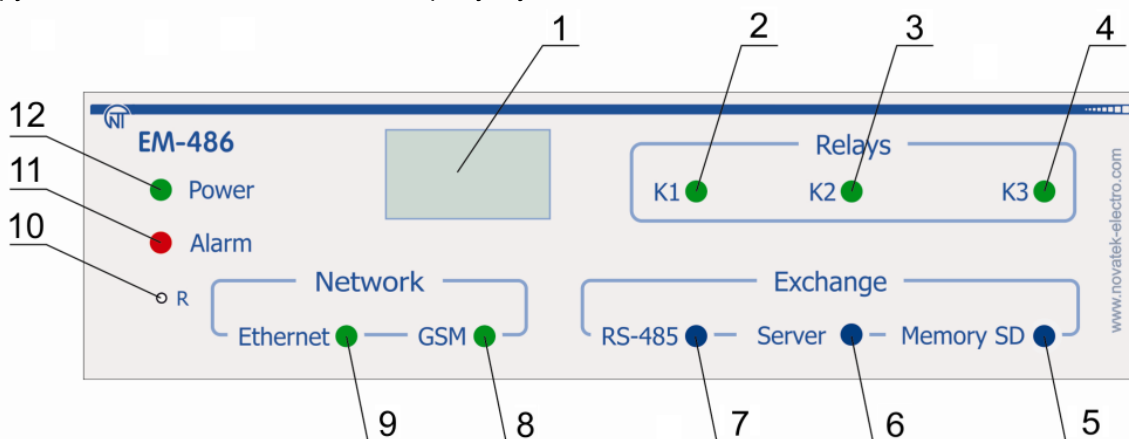 1 2 3 4
12 EM-486 Relays
11 Power K1 K2 K3
10 Alarm
R Network Exchange
Ethernet GSM RS-485 Server Memory SD
9 8 7 6 5
www.novatek-electro.com
NT